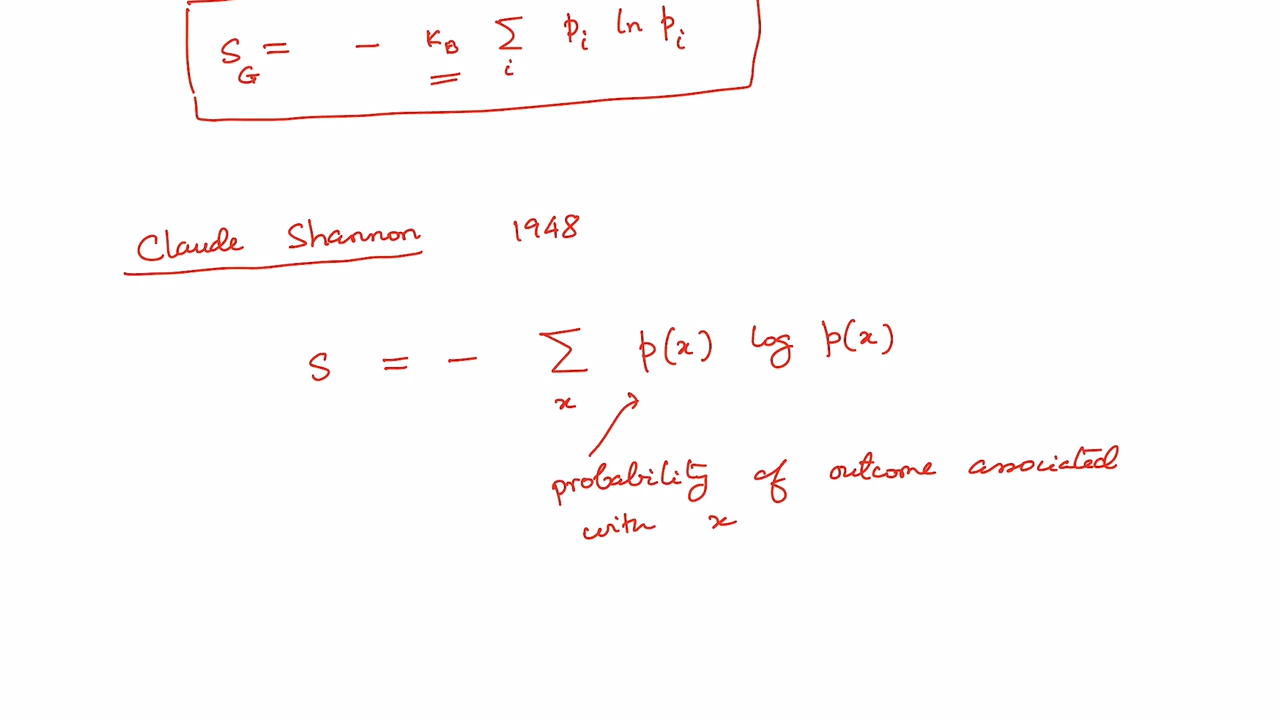 S_G = - K_B Σ_i p_i ln p_i
Claude Shannon 1948
S = - Σ_x p(x) log p(x)
probability of outcome associated
with x